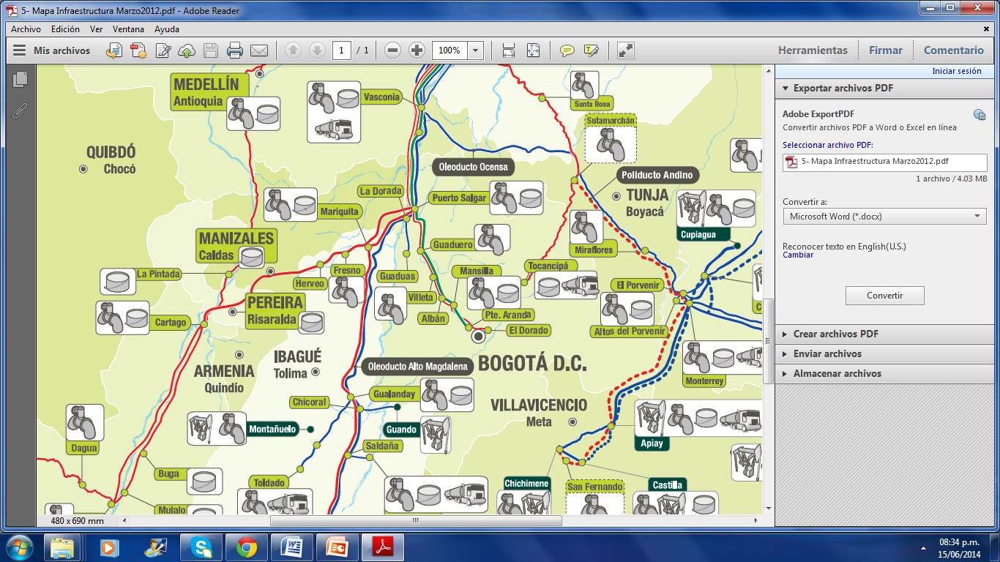 5- Mapa Infraestructura Marzo2012.pdf - Adobe Reader
Archivo Edición Ver Ventana Ayuda
Mis archivos
1 / 1
100%
Herramientas Firmar Comentario
MEDELLÍN
Antioquia
Vasconia
Santa Rosa
Sutamarchán
QUIBDÓ
Chocó
Oleoducto Ocensa
Poliducto Andino
La Dorada
Puerto Salgar
Mariquita
TUNJA
Boyacá
Cupiagua
MANIZALES
Caldas
Guaduero
Miraflores
La Pintada
Fresno
Herveo
Guaduas
Mansilla
Tocancipá
El Porvenir
PEREIRA
Risaralda
Villeta
Albán
Pte. Aranda
El Dorado
Altos del Porvenir
Cartago
C
IBAGUÉ
Tolima
Oleoducto Alto Magdalena
BOGOTÁ D.C.
Monterrey
ARMENIA
Quindío
Chicoral
Gualanday
VILLAVICENCIO
Meta
Montañuelo
Guando
Dagua
Saldaña
Apiay
Buga
Toldado
Chichimene
San Fernando
Castilla
Mulalo
480 x 690 mm
Iniciar sesión
Exportar archivos PDF
Adobe ExportPDF
Convertir archivos PDF a Word o Excel en línea
Seleccionar archivo PDF:
5- Mapa Infraestructura Marzo2012.pdf
1 archivo / 4.03 MB
Convertir a:
Microsoft Word (*.docx)
Reconocer texto en English(U.S.)
Cambiar
Convertir
Crear archivos PDF
Enviar archivos
Almacenar archivos
08:34 p.m.
15/06/2014